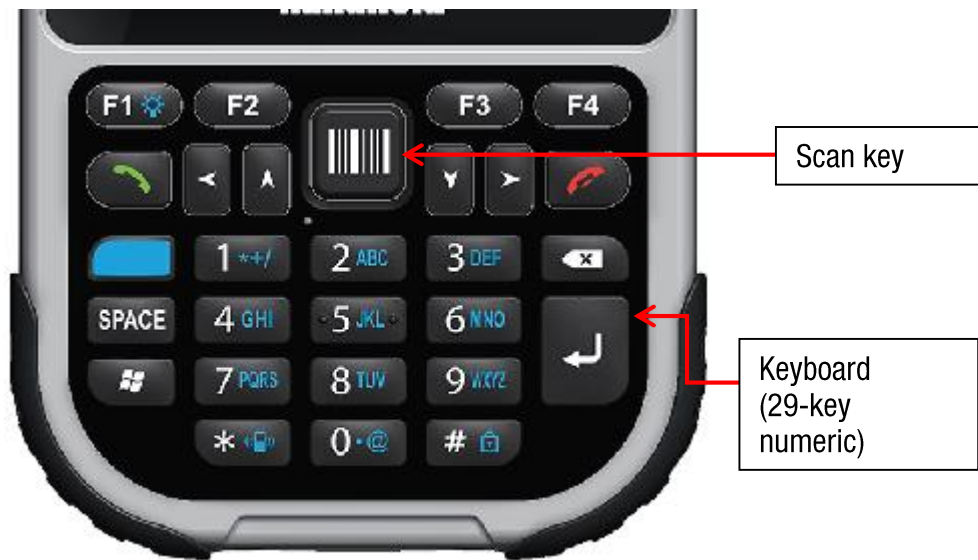 F1 F2 F3 F4
Scan key
1 *+/ 2 ABC 3 DEF
SPACE 4 GHI 5 JKL 6 MNO
Keyboard
(29-key
numeric)
7 PQRS 8 TUV 9 WXYZ
* 0 · @ #